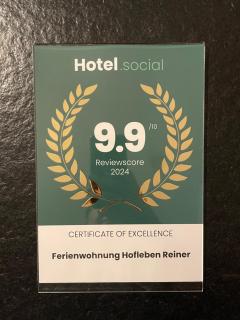 Hotel.social
9.9 /10
Reviewscore
2024
CERTIFICATE OF EXCELLENCE
Ferienwohnung Hofleben Reiner